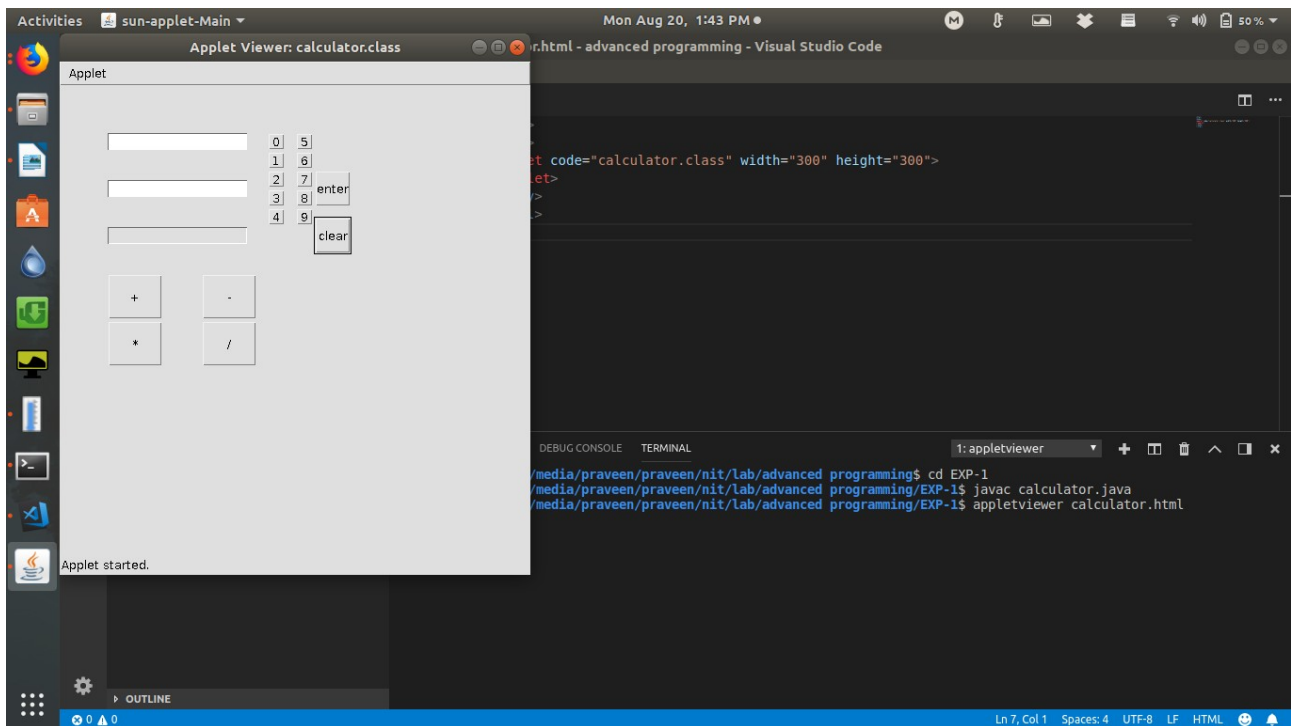 Activities sun-applet-Main Mon Aug 20, 1:43 PM 50 %
Applet Viewer: calculator.class
r.html - advanced programming - Visual Studio Code
Applet
0 5
1 6
2 7
3 8
4 9
enter
clear
+ -
* /
Applet started.
>
>
et code="calculator.class" width="300" height="300">
let>
/>
l>
DEBUG CONSOLE TERMINAL 1: appletviewer
/media/praveen/praveen/nit/lab/advanced programming$ cd EXP-1
/media/praveen/praveen/nit/lab/advanced programming/EXP-1$ javac calculator.java
/media/praveen/praveen/nit/lab/advanced programming/EXP-1$ appletviewer calculator.html
OUTLINE
0 0 Ln 7, Col 1 Spaces: 4 UTF-8 LF HTML